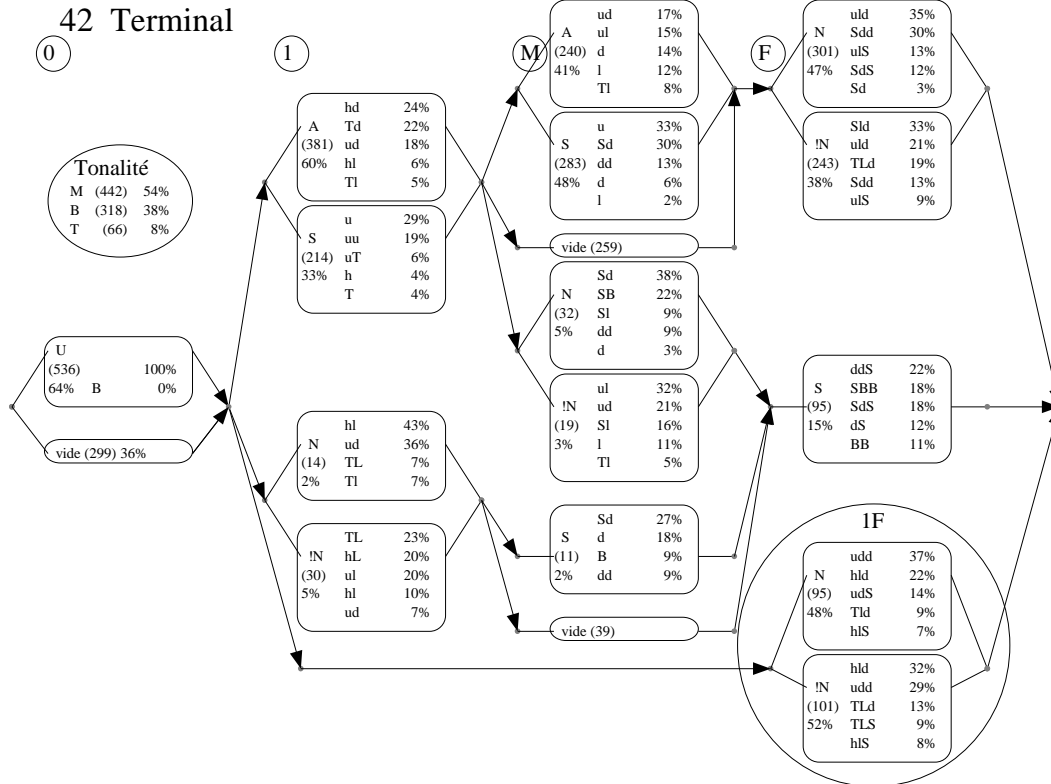 42 Terminal
0
1
M
F
Tonalité
M (442) 54%
B (318) 38%
T (66) 8%
U
(536) 100%
64% B 0%
vide (299) 36%
hd 24%
A Td 22%
(381) ud 18%
60% hl 6%
Tl 5%
u 29%
S uu 19%
(214) uT 6%
33% h 4%
T 4%
hl 43%
N ud 36%
(14) TL 7%
2% Tl 7%
TL 23%
!N hL 20%
(30) ul 20%
5% hl 10%
ud 7%
ud 17%
A ul 15%
(240) d 14%
41% l 12%
Tl 8%
u 33%
S Sd 30%
(283) dd 13%
48% d 6%
l 2%
vide (259)
Sd 38%
N SB 22%
(32) Sl 9%
5% dd 9%
d 3%
ul 32%
!N ud 21%
(19) Sl 16%
3% l 11%
Tl 5%
Sd 27%
S d 18%
(11) B 9%
2% dd 9%
vide (39)
uld 35%
N Sdd 30%
(301) ulS 13%
47% SdS 12%
Sd 3%
Sld 33%
!N uld 21%
(243) TLd 19%
38% Sdd 13%
ulS 9%
ddS 22%
S SBB 18%
(95) SdS 18%
15% dS 12%
BB 11%
1F
udd 37%
N hld 22%
(95) udS 14%
48% Tld 9%
hlS 7%
hld 32%
!N udd 29%
(101) TLd 13%
52% TLS 9%
hlS 8%